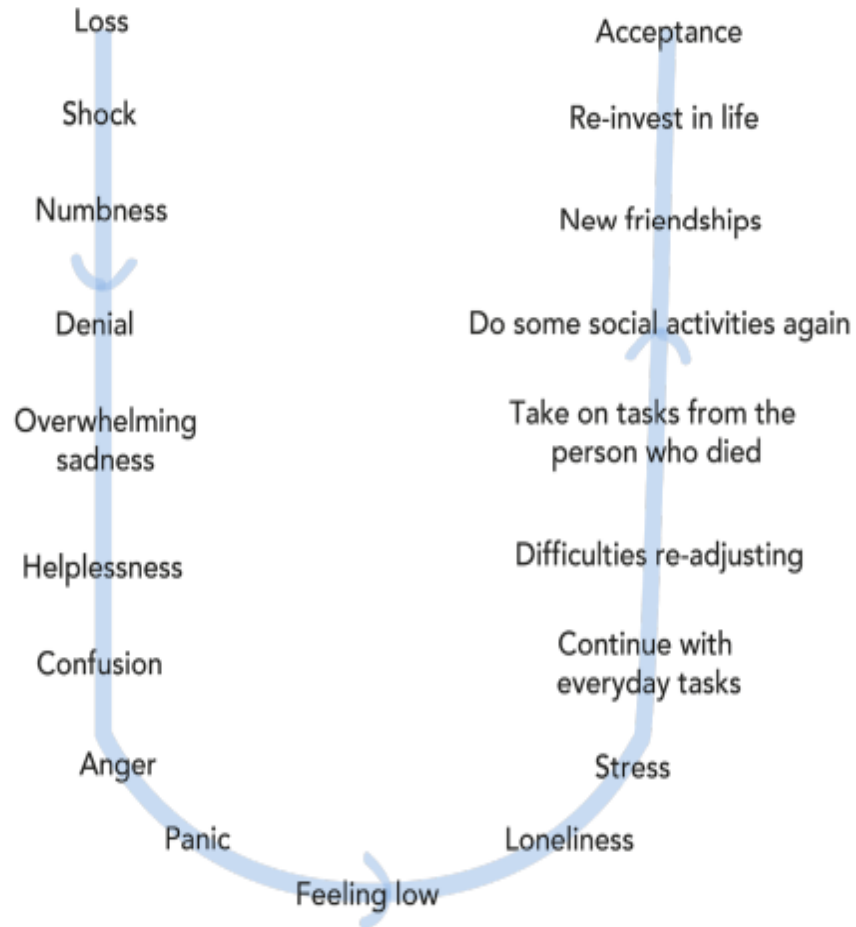 Loss
Shock
Numbness
Denial
Overwhelming
sadness
Helplessness
Confusion
Anger
Panic
Feeling low
Loneliness
Stress
Continue with
everyday tasks
Difficulties re-adjusting
Take on tasks from the
person who died
Do some social activities again
New friendships
Re-invest in life
Acceptance